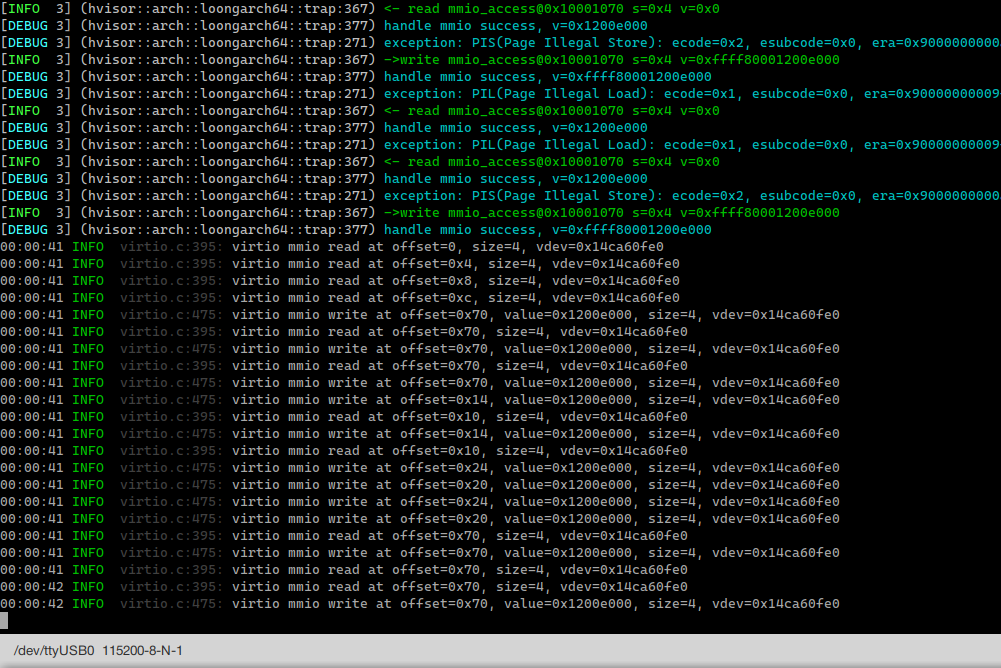 [INFO  3] (hvisor::arch::loongarch64::trap:367) <- read mmio_access@0x10001070 s=0x4 v=0x0
[DEBUG 3] (hvisor::arch::loongarch64::trap:377) handle mmio success, v=0x1200e000
[DEBUG 3] (hvisor::arch::loongarch64::trap:271) exception: PIS(Page Illegal Store): ecode=0x2, esubcode=0x0, era=0x9000000000
[INFO  3] (hvisor::arch::loongarch64::trap:367) ->write mmio_access@0x10001070 s=0x4 v=0xffff80001200e000
[DEBUG 3] (hvisor::arch::loongarch64::trap:377) handle mmio success, v=0xffff80001200e000
[DEBUG 3] (hvisor::arch::loongarch64::trap:271) exception: PIL(Page Illegal Load): ecode=0x1, esubcode=0x0, era=0x90000000009
[INFO  3] (hvisor::arch::loongarch64::trap:367) <- read mmio_access@0x10001070 s=0x4 v=0x0
[DEBUG 3] (hvisor::arch::loongarch64::trap:377) handle mmio success, v=0x1200e000
[DEBUG 3] (hvisor::arch::loongarch64::trap:271) exception: PIL(Page Illegal Load): ecode=0x1, esubcode=0x0, era=0x90000000009
[INFO  3] (hvisor::arch::loongarch64::trap:367) <- read mmio_access@0x10001070 s=0x4 v=0x0
[DEBUG 3] (hvisor::arch::loongarch64::trap:377) handle mmio success, v=0x1200e000
[DEBUG 3] (hvisor::arch::loongarch64::trap:271) exception: PIS(Page Illegal Store): ecode=0x2, esubcode=0x0, era=0x9000000000
[INFO  3] (hvisor::arch::loongarch64::trap:367) ->write mmio_access@0x10001070 s=0x4 v=0xffff80001200e000
[DEBUG 3] (hvisor::arch::loongarch64::trap:377) handle mmio success, v=0xffff80001200e000
00:00:41 INFO  virtio.c:395: virtio mmio read at offset=0, size=4, vdev=0x14ca60fe0
00:00:41 INFO  virtio.c:395: virtio mmio read at offset=0x4, size=4, vdev=0x14ca60fe0
00:00:41 INFO  virtio.c:395: virtio mmio read at offset=0x8, size=4, vdev=0x14ca60fe0
00:00:41 INFO  virtio.c:395: virtio mmio read at offset=0xc, size=4, vdev=0x14ca60fe0
00:00:41 INFO  virtio.c:475: virtio mmio write at offset=0x70, value=0x1200e000, size=4, vdev=0x14ca60fe0
00:00:41 INFO  virtio.c:395: virtio mmio read at offset=0x70, size=4, vdev=0x14ca60fe0
00:00:41 INFO  virtio.c:475: virtio mmio write at offset=0x70, value=0x1200e000, size=4, vdev=0x14ca60fe0
00:00:41 INFO  virtio.c:395: virtio mmio read at offset=0x70, size=4, vdev=0x14ca60fe0
00:00:41 INFO  virtio.c:475: virtio mmio write at offset=0x70, value=0x1200e000, size=4, vdev=0x14ca60fe0
00:00:41 INFO  virtio.c:475: virtio mmio write at offset=0x14, value=0x1200e000, size=4, vdev=0x14ca60fe0
00:00:41 INFO  virtio.c:395: virtio mmio read at offset=0x10, size=4, vdev=0x14ca60fe0
00:00:41 INFO  virtio.c:475: virtio mmio write at offset=0x14, value=0x1200e000, size=4, vdev=0x14ca60fe0
00:00:41 INFO  virtio.c:395: virtio mmio read at offset=0x10, size=4, vdev=0x14ca60fe0
00:00:41 INFO  virtio.c:475: virtio mmio write at offset=0x24, value=0x1200e000, size=4, vdev=0x14ca60fe0
00:00:41 INFO  virtio.c:475: virtio mmio write at offset=0x20, value=0x1200e000, size=4, vdev=0x14ca60fe0
00:00:41 INFO  virtio.c:475: virtio mmio write at offset=0x24, value=0x1200e000, size=4, vdev=0x14ca60fe0
00:00:41 INFO  virtio.c:475: virtio mmio write at offset=0x20, value=0x1200e000, size=4, vdev=0x14ca60fe0
00:00:41 INFO  virtio.c:395: virtio mmio read at offset=0x70, size=4, vdev=0x14ca60fe0
00:00:41 INFO  virtio.c:475: virtio mmio write at offset=0x70, value=0x1200e000, size=4, vdev=0x14ca60fe0
00:00:41 INFO  virtio.c:395: virtio mmio read at offset=0x70, size=4, vdev=0x14ca60fe0
00:00:42 INFO  virtio.c:395: virtio mmio read at offset=0x70, size=4, vdev=0x14ca60fe0
00:00:42 INFO  virtio.c:475: virtio mmio write at offset=0x70, value=0x1200e000, size=4, vdev=0x14ca60fe0
/dev/ttyUSB0  115200-8-N-1